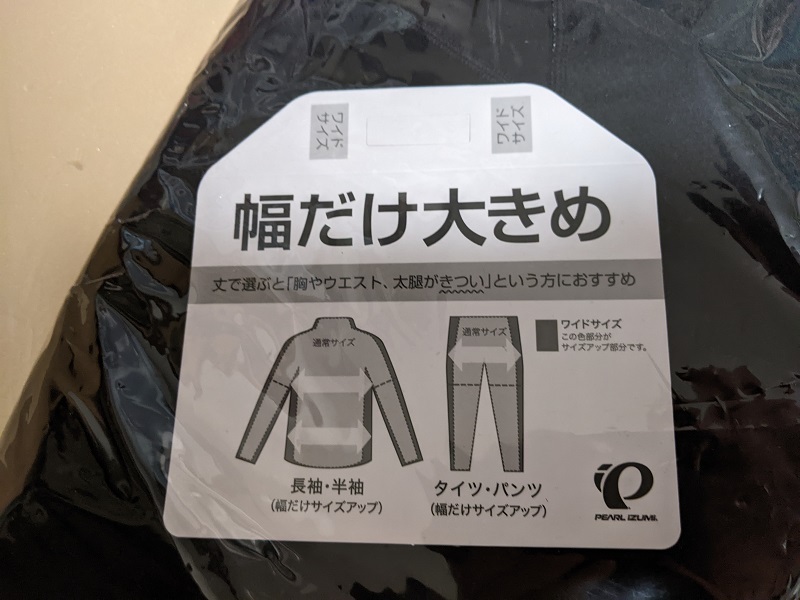 ワイド
サイズ
ワイド
サイズ
幅だけ大きめ
丈で選ぶと「胸やウエスト、太腿がきつい」という方におすすめ
通常サイズ
通常サイズ
ワイドサイズ
この色部分が
サイズアップ部分です。
長袖・半袖
(幅だけサイズアップ)
タイツ・パンツ
(幅だけサイズアップ)
PEARL iZUMi.